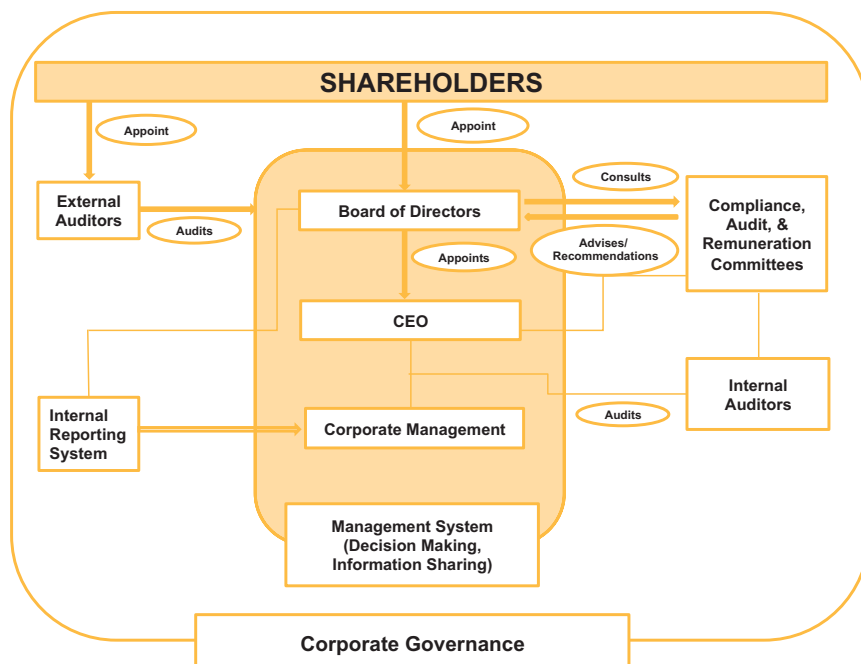 SHAREHOLDERS
Appoint
Appoint
External
Auditors
Audits
Board of Directors
Consults
Advises/
Recommendations
Compliance,
Audit, &
Remuneration
Committees
Appoints
CEO
Internal
Reporting
System
Corporate Management
Audits
Internal
Auditors
Management System
(Decision Making,
Information Sharing)
Corporate Governance